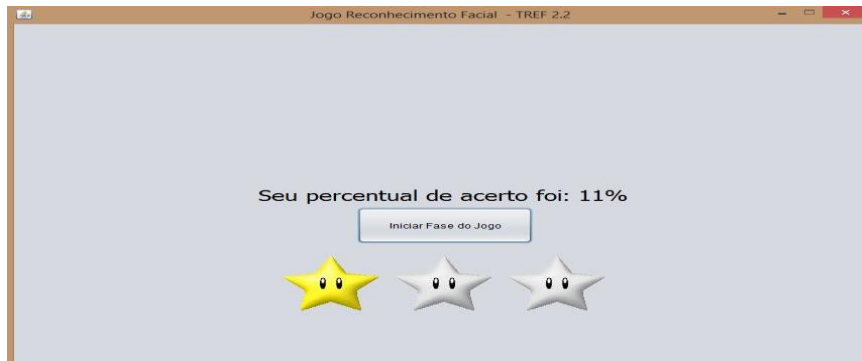 Jogo Reconhecimento Facial - TREF 2.2
Seu percentual de acerto foi: 11%
Iniciar Fase do Jogo